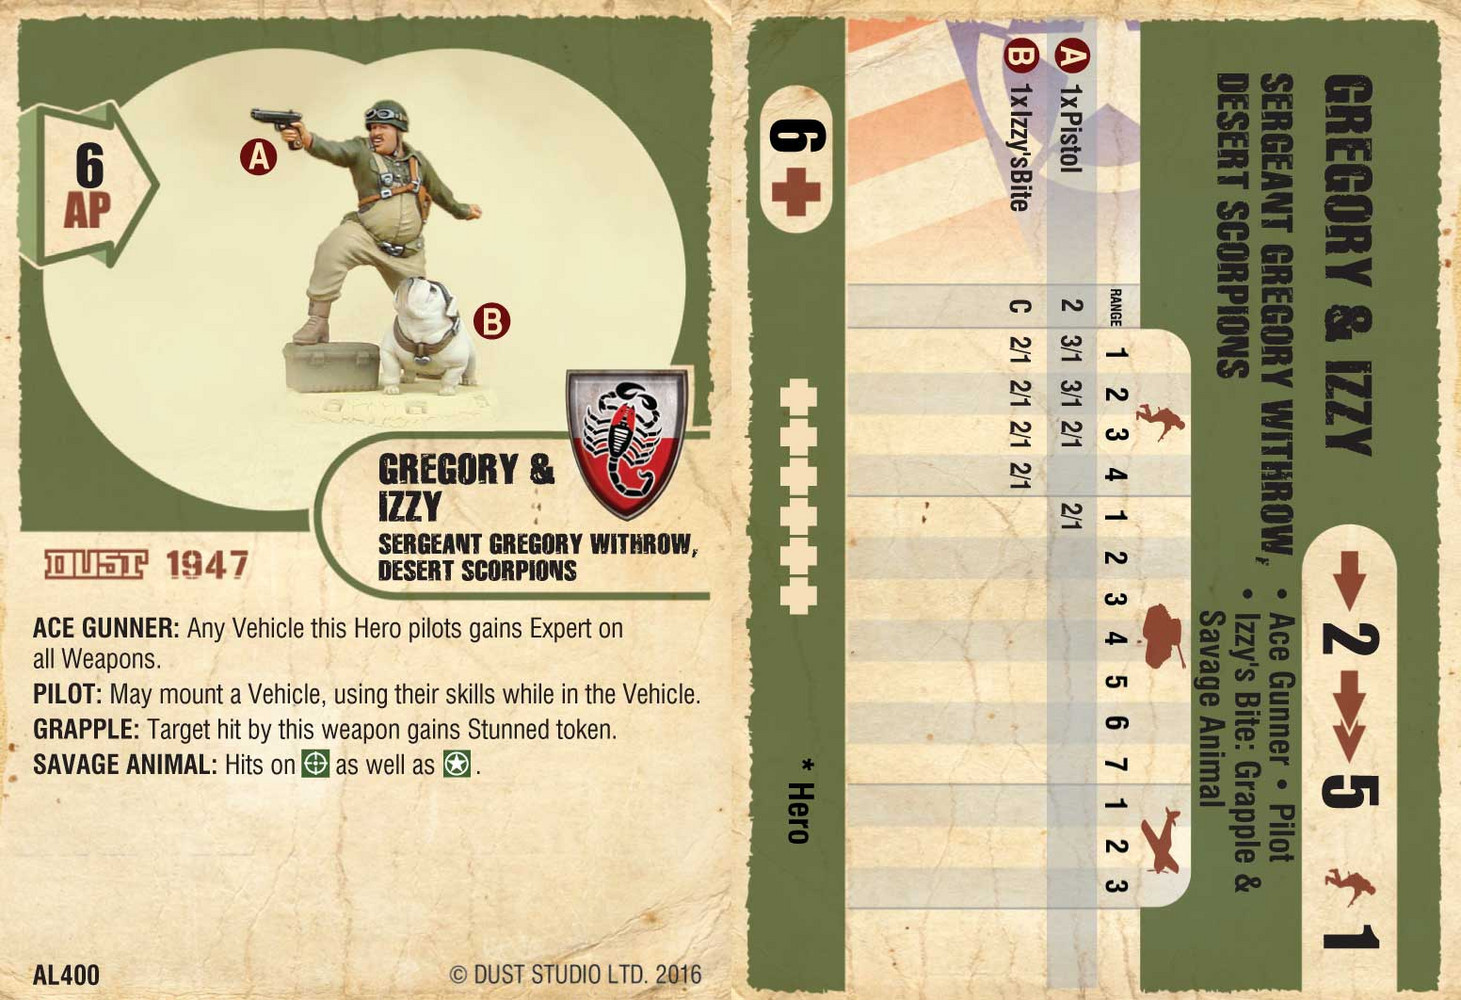 6
AP
A
B
GREGORY &
IZZY
SERGEANT GREGORY WITHROW,
DESERT SCORPIONS
DUST 1947
ACE GUNNER: Any Vehicle this Hero pilots gains Expert on
all Weapons.
PILOT: May mount a Vehicle, using their skills while in the Vehicle.
GRAPPLE: Target hit by this weapon gains Stunned token.
SAVAGE ANIMAL: Hits on as well as .
AL400
© DUST STUDIO LTD. 2016
GREGORY & IZZY
SERGEANT GREGORY WITHROW,
DESERT SCORPIONS
2 5 1
• Ace Gunner • Pilot
• Izzy's Bite: Grapple &
Savage Animal
RANGE 1 2 3 4 1 2 3 4 5 6 7 1 2 3
A 1xPistol 2 3/1 3/1 2/1 2/1
B 1xIzzy'sBite C 2/1 2/1 2/1 2/1
6
* Hero